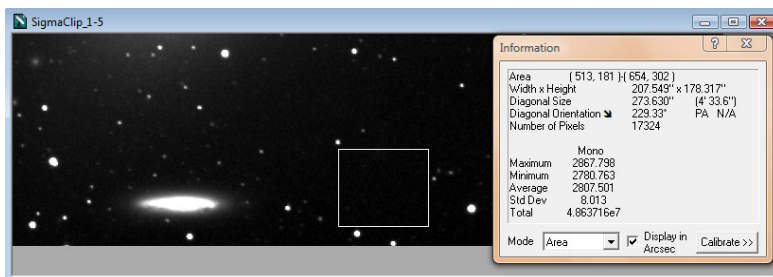 SigmaClip_1-5
Information
Area ( 513, 181 )-( 654, 302 )
Width x Height 207.549" x 178.317"
Diagonal Size 273.630" (4' 33.6")
Diagonal Orientation 229.33° PA N/A
Number of Pixels 17324
Mono
Maximum 2867.798
Minimum 2780.763
Average 2807.501
Std Dev 8.013
Total 4.863716e7
Mode Area Display in Arcsec Calibrate >>